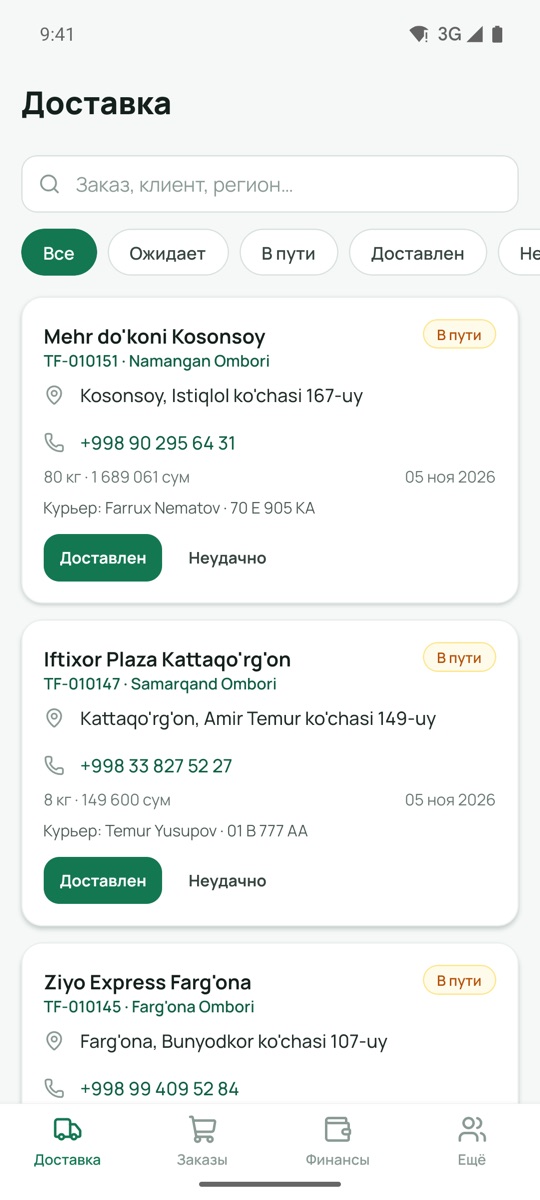 9:41
3G
Доставка
Заказ, клиент, регион...
Все
Ожидает
В пути
Доставлен
Не
Mehr do'koni Kosonsoy
В пути
TF-010151 · Namangan Ombori
Kosonsoy, Istiqlol ko'chasi 167-uy
+998 90 295 64 31
80 кг · 1 689 061 сум
05 ноя 2026
Курьер: Farrux Nematov · 70 E 905 KA
Доставлен
Неудачно
Iftixor Plaza Kattaqo'rg'on
В пути
TF-010147 · Samarqand Ombori
Kattaqo'rg'on, Amir Temur ko'chasi 149-uy
+998 33 827 52 27
8 кг · 149 600 сум
05 ноя 2026
Курьер: Temur Yusupov · 01 B 777 AA
Доставлен
Неудачно
Ziyo Express Farg'ona
В пути
TF-010145 · Farg'ona Ombori
Farg'ona, Bunyodkor ko'chasi 107-uy
+998 99 409 52 84
Доставка
Заказы
Финансы
Ещё